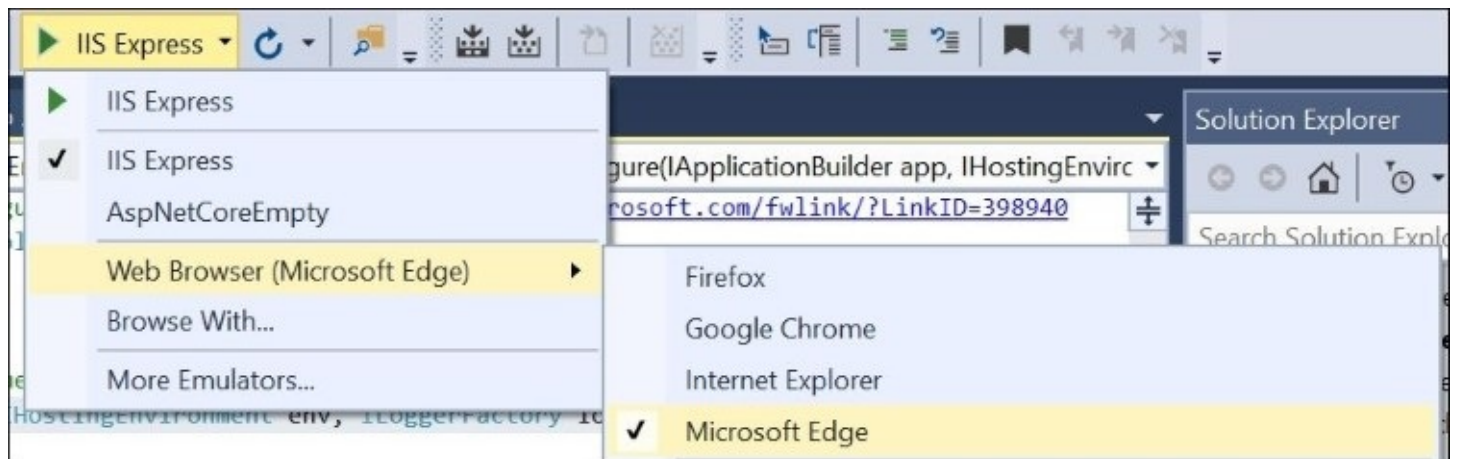 IIS Express
IIS Express
Solution Explorer
IIS Express
gure(IApplicationBuilder app, IHostingEnvirc
AspNetCoreEmpty
rosoft.com/fwlink/?LinkID=398940
Search Solution Explo
Web Browser (Microsoft Edge)
Firefox
Browse With...
Google Chrome
More Emulators...
Internet Explorer
HostingEnvironment env, ILoggerFactory lo
Microsoft Edge